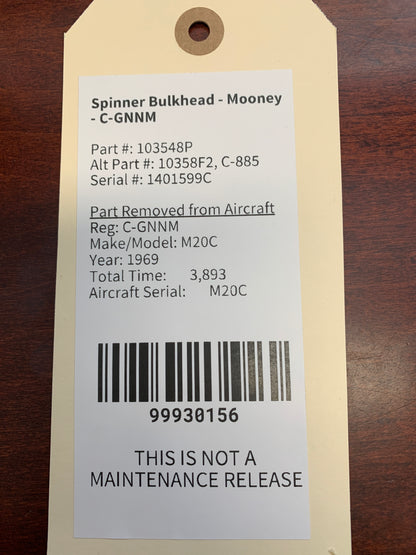 Spinner Bulkhead - Mooney
- C-GNNM
Part #: 103548P
Alt Part #: 10358F2, C-885
Serial #: 1401599C
Part Removed from Aircraft
Reg: C-GNNM
Make/Model: M20C
Year: 1969
Total Time: 3,893
Aircraft Serial: M20C
99930156
THIS IS NOT A
MAINTENANCE RELEASE